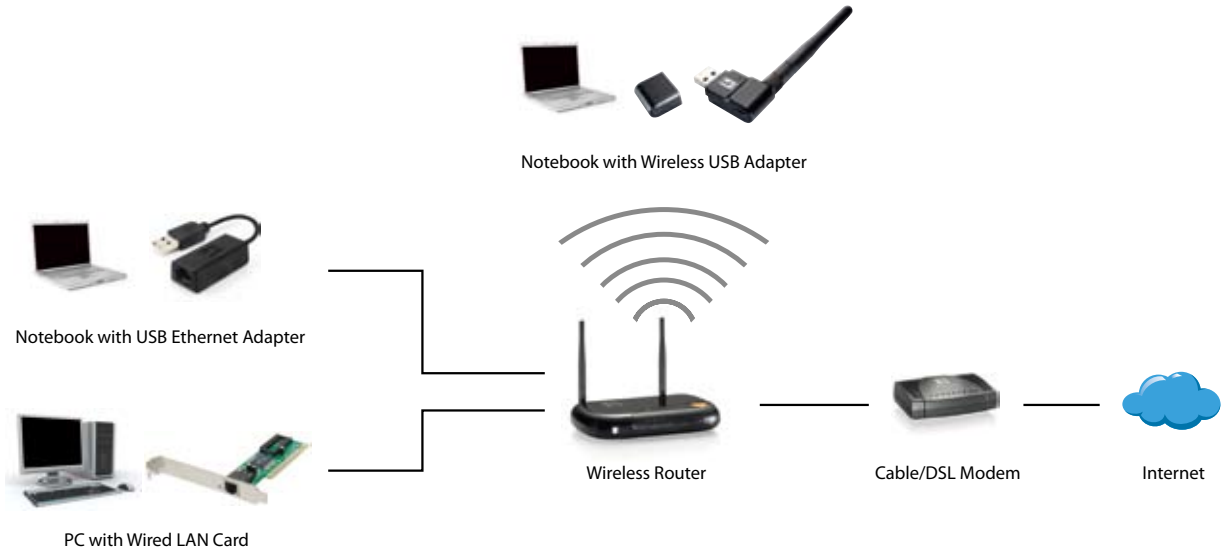 Notebook with Wireless USB Adapter
Notebook with USB Ethernet Adapter
Wireless Router
Cable/DSL Modem
Internet
PC with Wired LAN Card